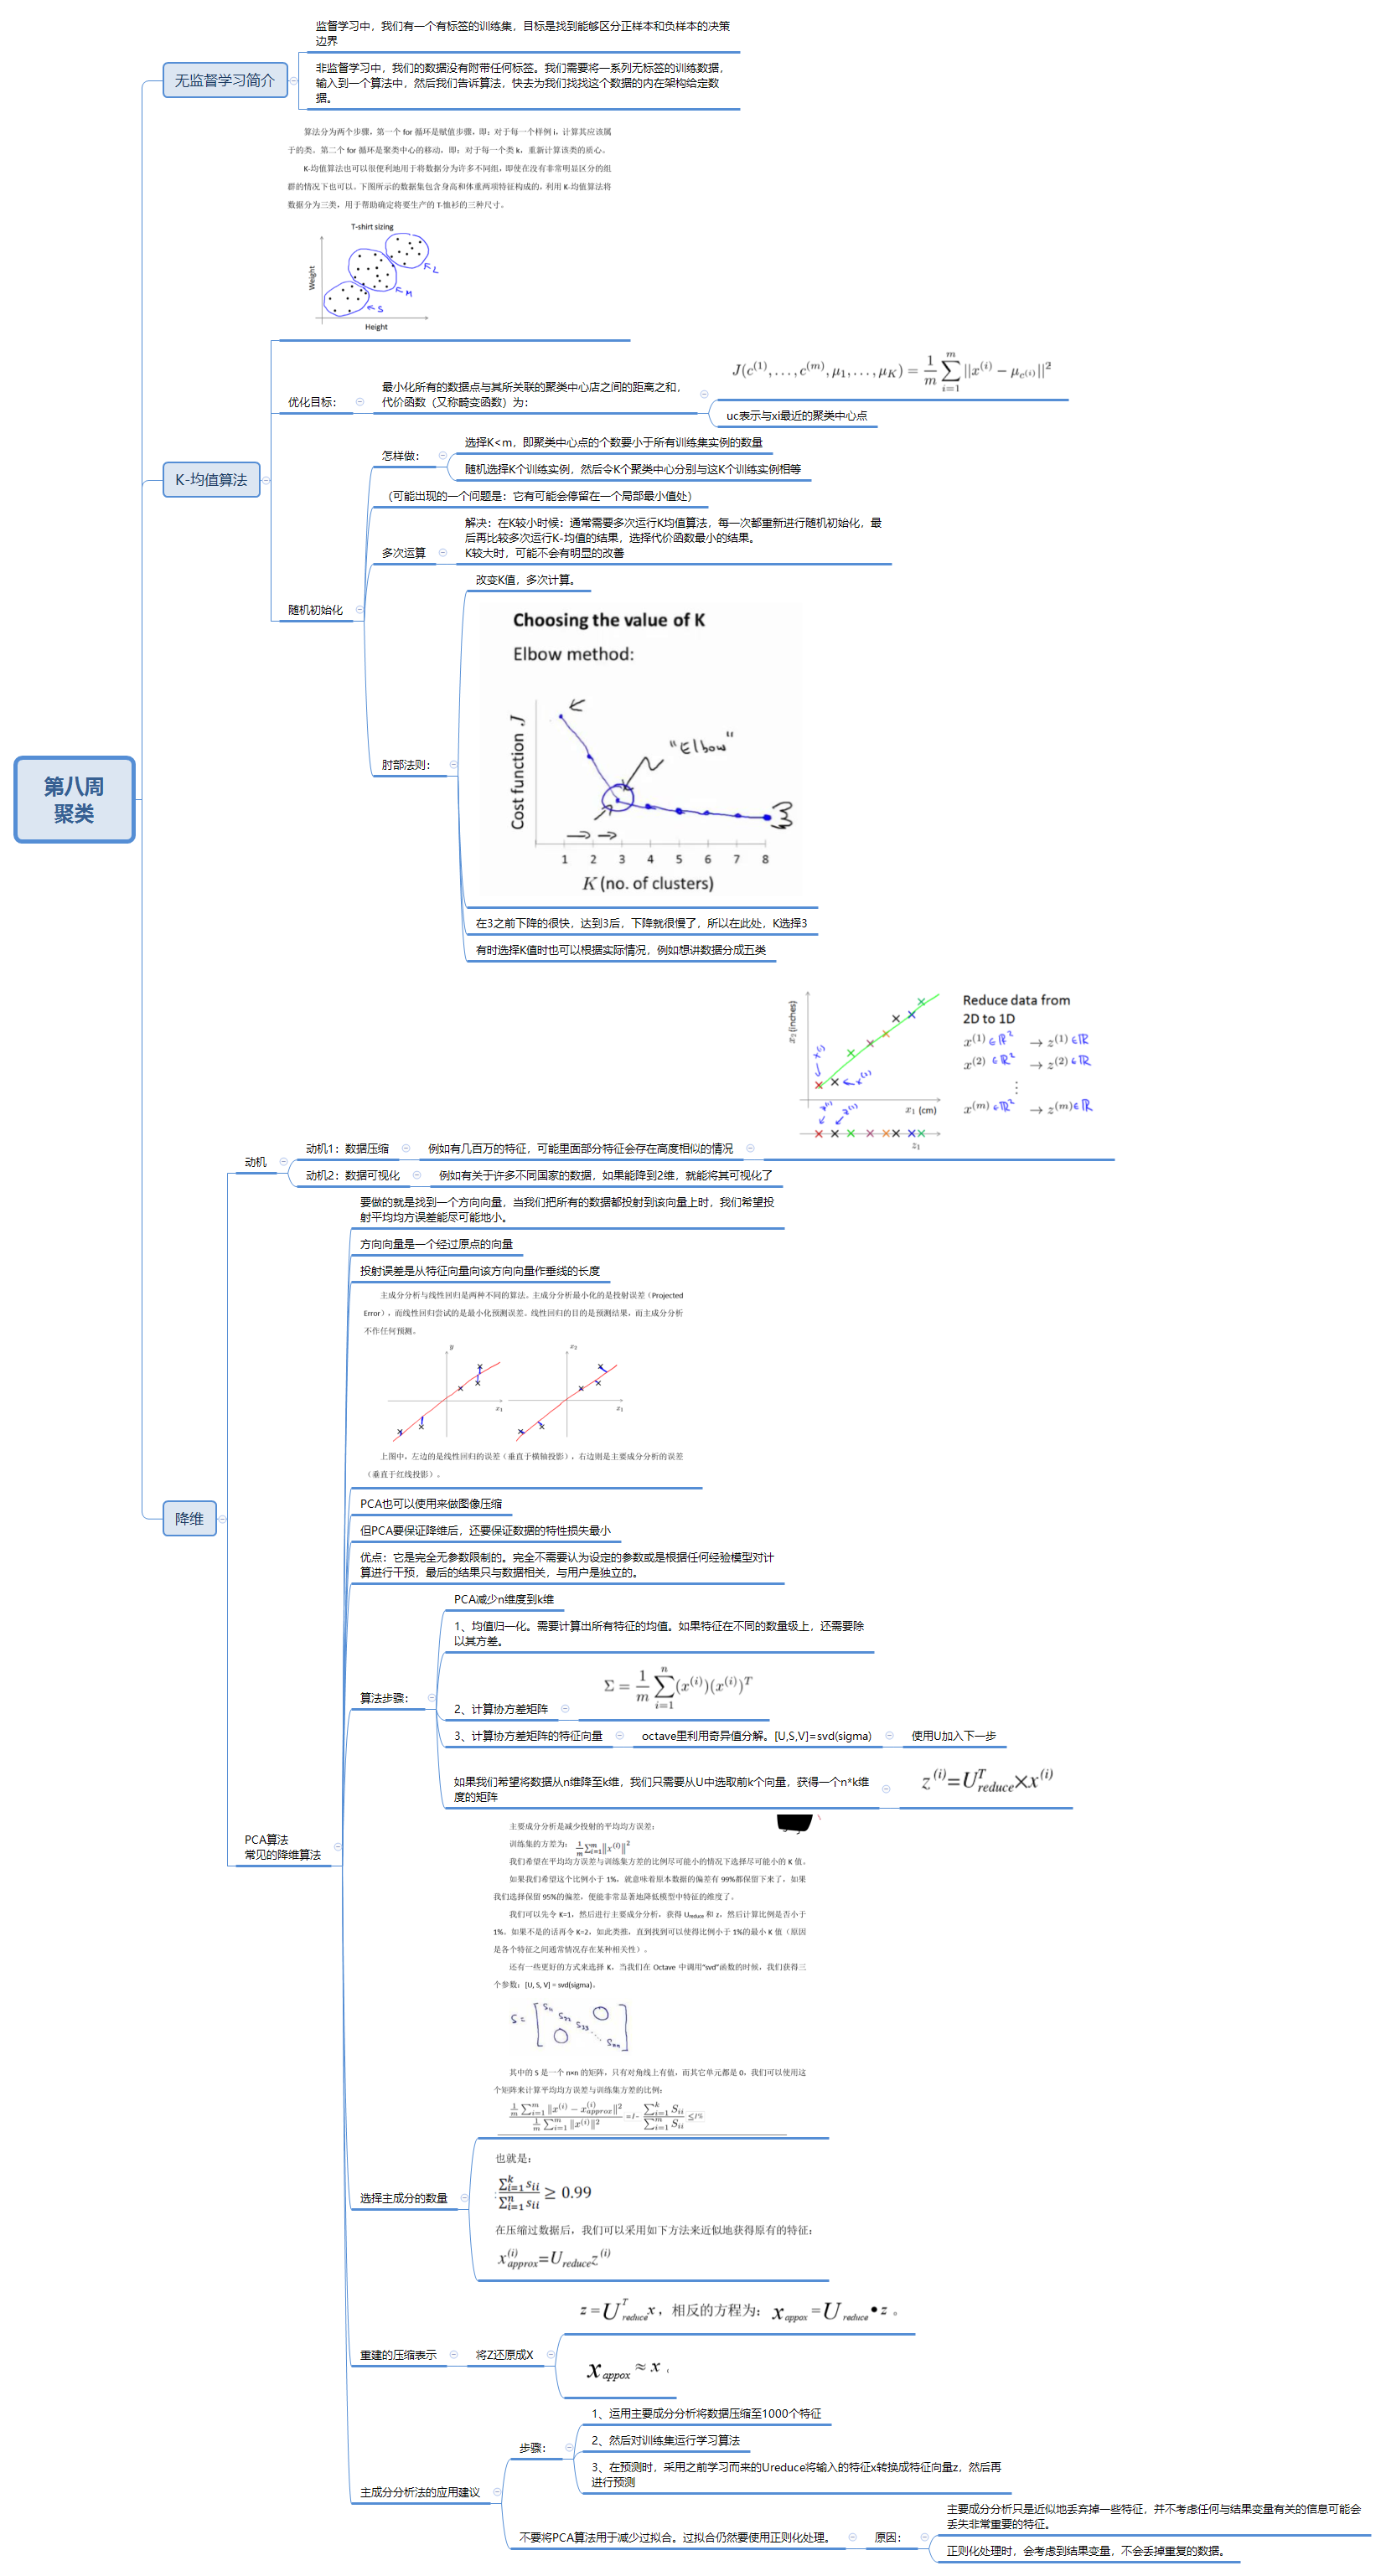 第八周
聚类
无监督学习简介
监督学习中，我们有一个有标签的训练集，目标是找到能够区分正样本和负样本的决策
边界
非监督学习中，我们的数据没有附带任何标签。我们需要将一系列无标签的训练数据，
输入到一个算法中，然后我们告诉算法，快去为我们找找这个数据的内在架构给定数
据。
K-均值算法
算法分为两个步骤，第一个 for 循环是赋值步骤，即：对于每一个样例 i，计算其应该属
于的类。第二个 for 循环是聚类中心的移动，即：对于每一个类 k，重新计算该类的质心。
K-均值算法也可以很便利地用于将数据分为许多不同组，即使在没有非常明显区分的组
群的情况下也可以。下图所示的数据集包含身高和体重两项特征构成的，利用 K-均值算法将
数据分为三类，用于帮助确定将要生产的 T-恤衫的三种尺寸。
T-shirt sizing
Weight
L
M
S
Height
优化目标：
最小化所有的数据点与其所关联的聚类中心店之间的距离之和，
代价函数（又称畸变函数）为：
J(c^(1), . . . , c^(m), μ_1, . . . , μ_K) = 1/m ∑_{i=1}^{m} ||x^(i) − μ_{c^(i)}||^2
uc表示与xi最近的聚类中心点
随机初始化
怎样做：
选择K<m，即聚类中心点的个数要小于所有训练集实例的数量
随机选择K个训练实例，然后令K个聚类中心分别与这K个训练实例相等
（可能出现的一个问题是：它有可能会停留在一个局部最小值处）
多次运算
解决：在K较小时候：通常需要多次运行K均值算法，每一次都重新进行随机初始化，最
后再比较多次运行K-均值的结果，选择代价函数最小的结果。
K较大时，可能不会有明显的改善
肘部法则：
改变K值，多次计算。
Choosing the value of K
Elbow method:
Cost function J
"Elbow"
1 2 3 4 5 6 7 8
K (no. of clusters)
在3之前下降的很快，达到3后，下降就很慢了，所以在此处，K选择3
有时选择K值时也可以根据实际情况，例如想讲数据分成五类
降维
动机
动机1：数据压缩
例如有几百万的特征，可能里面部分特征会存在高度相似的情况
x_2 (inches)
x^(1)
x^(2)
x_1 (cm)
z^(1)
z^(2)
z_1
Reduce data from
2D to 1D
x^(1) ∈ ℝ^2 → z^(1) ∈ ℝ
x^(2) ∈ ℝ^2 → z^(2) ∈ ℝ
⋮
x^(m) ∈ ℝ^2 → z^(m) ∈ ℝ
动机2：数据可视化
例如有关于许多不同国家的数据，如果能降到2维，就能将其可视化了
PCA算法
常见的降维算法
要做的就是找到一个方向向量，当我们把所有的数据都投射到该向量上时，我们希望投
射平均均方误差能尽可能地小。
方向向量是一个经过原点的向量
投射误差是从特征向量向该方向向量作垂线的长度
主成分分析与线性回归是两种不同的算法。主成分分析最小化的是投射误差（Projected
Error），而线性回归尝试的是最小化预测误差。线性回归的目的是预测结果，而主成分分析
不作任何预测。
y
x_1
x_2
x_1
上图中，左边的是线性回归的误差（垂直于横轴投影），右边则是主要成分分析的误差
（垂直于红线投影）。
PCA也可以使用来做图像压缩
但PCA要保证降维后，还要保证数据的特性损失最小
优点：它是完全无参数限制的。完全不需要认为设定的参数或是根据任何经验模型对计
算进行干预，最后的结果只与数据相关，与用户是独立的。
算法步骤：
PCA减少n维度到k维
1、均值归一化。需要计算出所有特征的均值。如果特征在不同的数量级上，还需要除
以其方差。
2、计算协方差矩阵
Σ = 1/m ∑_{i=1}^{n} (x^(i))(x^(i))^T
3、计算协方差矩阵的特征向量
octave里利用奇异值分解。[U,S,V]=svd(sigma)
使用U加入下一步
如果我们希望将数据从n维降至k维，我们只需要从U中选取前k个向量，获得一个n*k维
度的矩阵
z^(i)=U^T_reduce×x^(i)
选择主成分的数量
主要成分分析是减少投射的平均均方误差：
训练集的方差为： 1/m ∑_{i=1}^{m} ||x^(i)||^2
我们希望在平均均方误差与训练集方差的比例尽可能小的情况下选择尽可能小的 K 值。
如果我们希望这个比例小于 1%，就意味着原本数据的偏差有 99%都保留下来了，如果
我们选择保留 95%的偏差，便能非常显著地降低模型中特征的维度了。
我们可以先令 K=1，然后进行主要成分分析，获得 U_reduce 和 z，然后计算比例是否小于
1%。如果不是的话再令 K=2，如此类推，直到找到可以使得比例小于 1%的最小 K 值（原因
是各个特征之间通常情况存在某种相关性）。
还有一些更好的方式来选择 K，当我们在 Octave 中调用“svd”函数的时候，我们获得三
个参数：[U, S, V] = svd(sigma)。
S = [S_11 S_22 S_33 ⋱ S_nn 0 0]
其中的 S 是一个 n×n 的矩阵，只有对角线上有值，而其它单元都是 0，我们可以使用这
个矩阵来计算平均均方误差与训练集方差的比例：
(1/m ∑_{i=1}^{m} ||x^(i) − x^(i)_approx||^2) / (1/m ∑_{i=1}^{m} ||x^(i)||^2) = 1 - (∑_{i=1}^{k} S_ii) / (∑_{i=1}^{m} S_ii) ≤ 1%
也就是：
(∑_{i=1}^{k} s_ii) / (∑_{i=1}^{n} s_ii) ≥ 0.99
在压缩过数据后，我们可以采用如下方法来近似地获得原有的特征：
x^(i)_approx=U_reduce z^(i)
重建的压缩表示
将Z还原成X
z = U^T_reduce x，相反的方程为：x_appox = U_reduce • z 。
x_appox ≈ x
主成分分析法的应用建议
步骤：
1、运用主要成分分析将数据压缩至1000个特征
2、然后对训练集运行学习算法
3、在预测时，采用之前学习而来的Ureduce将输入的特征x转换成特征向量z，然后再
进行预测
不要将PCA算法用于减少过拟合。过拟合仍然要使用正则化处理。
原因：
主要成分分析只是近似地丢弃掉一些特征，并不考虑任何与结果变量有关的信息可能会
丢失非常重要的特征。
正则化处理时，会考虑到结果变量，不会丢掉重复的数据。